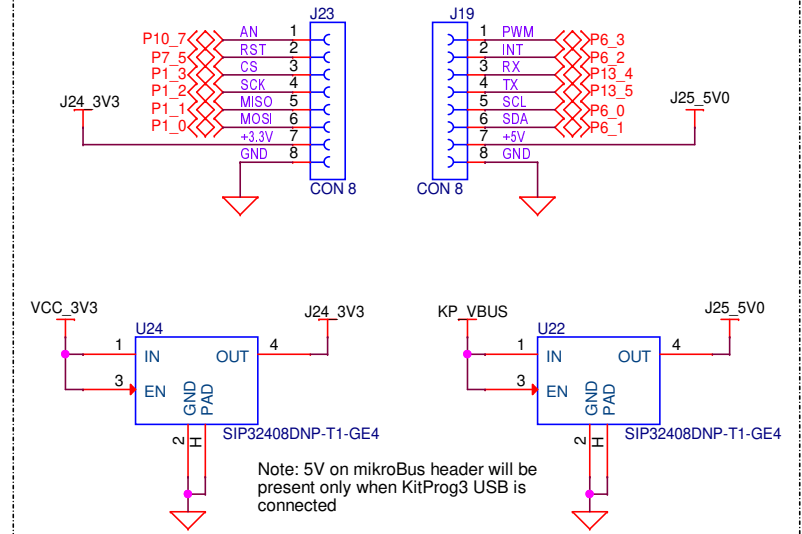 J23
J19
P10_7 AN 1
P7_5 RST 2
P1_3 CS 3
P1_2 SCK 4
P1_1 MISO 5
P1_0 MOSI 6
J24_3V3
+3.3V 7
GND 8
CON 8
1 PWM P6_3
2 INT P6_2
3 RX P13_4
4 TX P13_5
5 SCL P6_0
6 SDA P6_1
J25_5V0
7 +5V
8 GND
CON 8
VCC_3V3
U24
J24_3V3
1 IN OUT 4
3 EN
GND
PAD
2
H
SIP32408DNP-T1-GE4
KP_VBUS
U22
J25_5V0
1 IN OUT 4
3 EN
GND
PAD
2
H
SIP32408DNP-T1-GE4
Note: 5V on mikroBus header will be
present only when KitProg3 USB is
connected